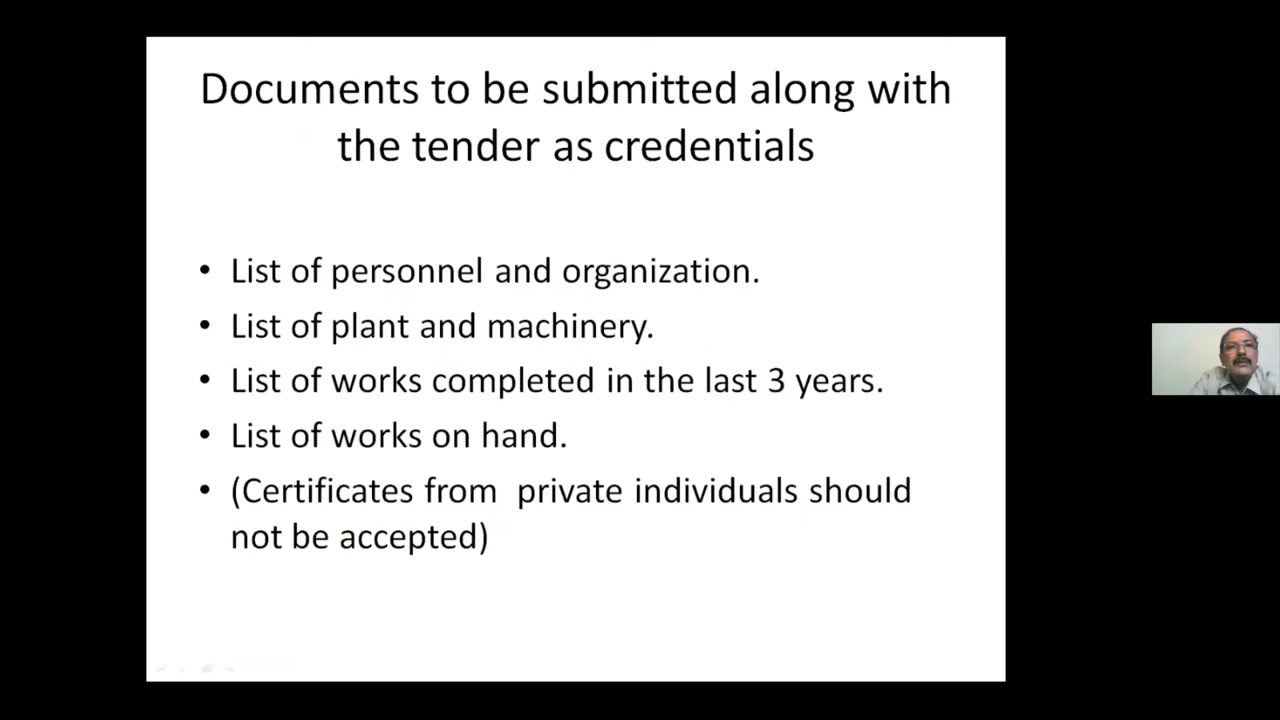 Documents to be submitted along with
the tender as credentials
• List of personnel and organization.
• List of plant and machinery.
• List of works completed in the last 3 years.
• List of works on hand.
• (Certificates from  private individuals should
not be accepted)